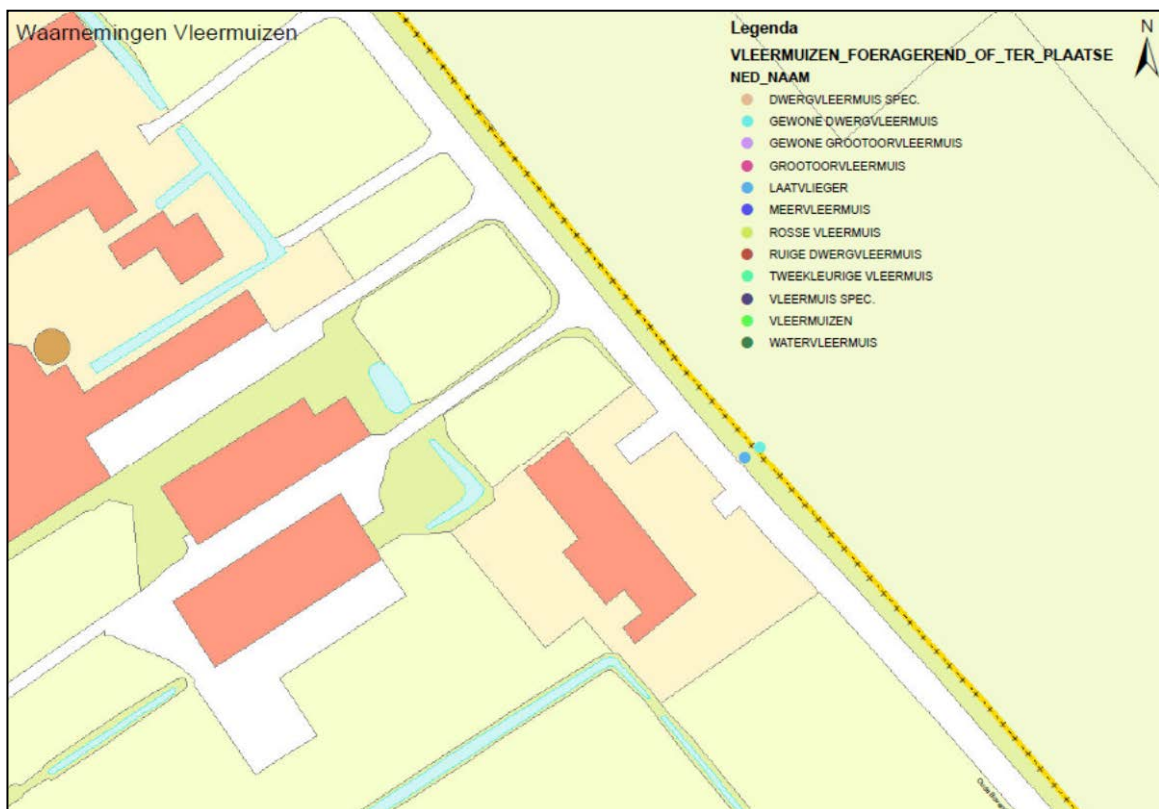 Waarnemingen Vleermuizen
Legenda
N
VLEERMUIZEN_FOERAGEREND_OF_TER_PLAATSE
NED_NAAM
DWERGVLEERMUIS SPEC.
GEWONE DWERGVLEERMUIS
GEWONE GROOTOORVLEERMUIS
GROOTOORVLEERMUIS
LAATVLIEGER
MEERVLEERMUIS
ROSSE VLEERMUIS
RUIGE DWERGVLEERMUIS
TWEEKLEURIGE VLEERMUIS
VLEERMUIS SPEC.
VLEERMUIZEN
WATERVLEERMUIS